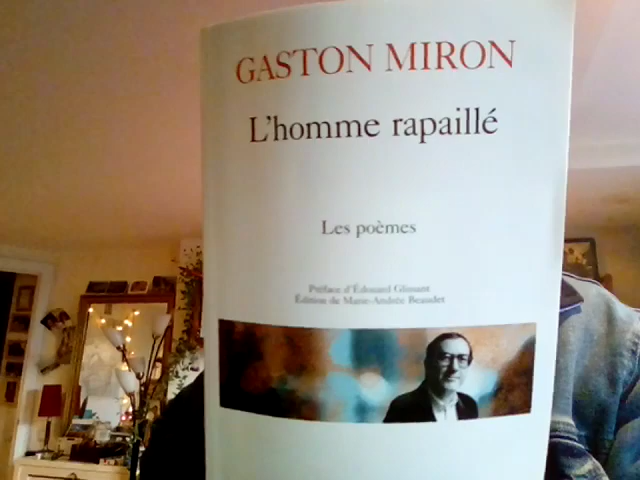 GASTON MIRON
L'homme rapaillé
Les poèmes
Préface d'Édouard Glissant
Édition de Marie-Andrée Beaudet